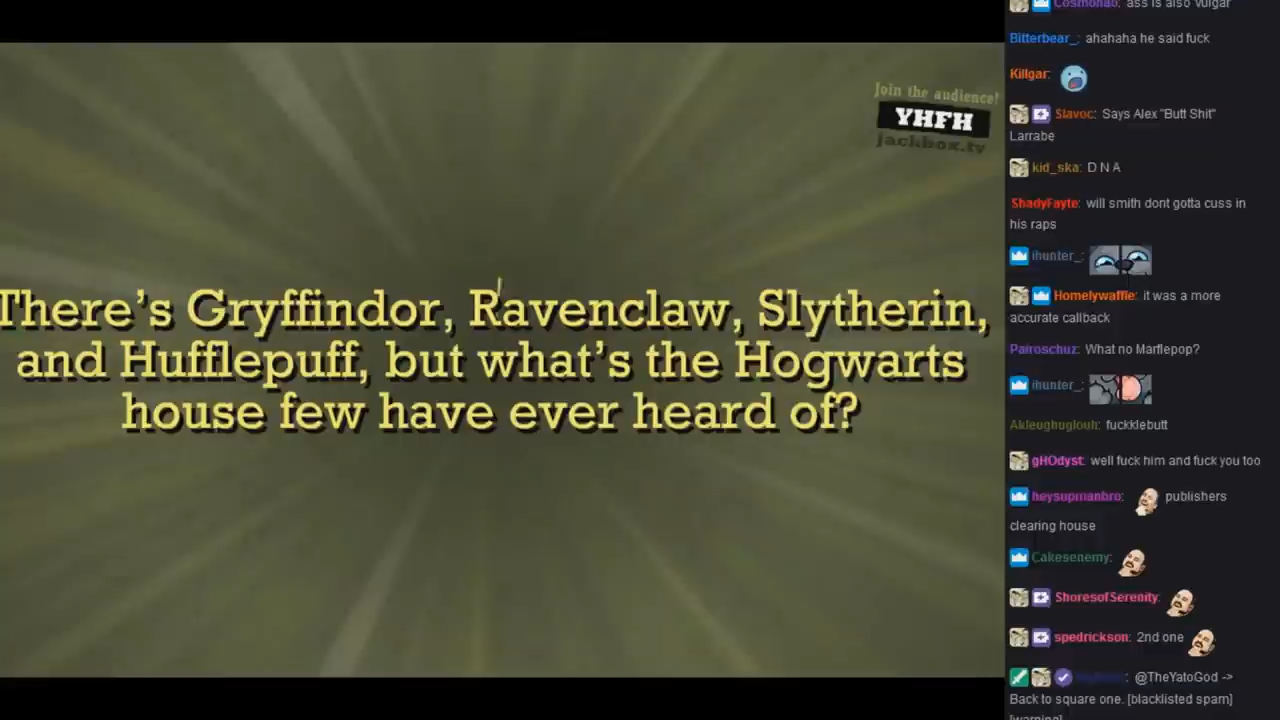 Join the audience!
YHFH
jackbox.tv
There's Gryffindor, Ravenclaw, Slytherin,
and Hufflepuff, but what's the Hogwarts
house few have ever heard of?
Cosmonao: ass is also vulgar
Bitterbear_: ahahaha he said fuck
Killgar:
Slavoc: Says Alex "Butt Shit"
Larrabe
kid_ska: D N A
ShadyFayte: will smith dont gotta cuss in
his raps
ihunter_:
Homelywaffle: it was a more
accurate callback
Pairoschuz: What no Marflepop?
ihunter_:
Akleughuglouh: fuckklebutt
gHOdyst: well fuck him and fuck you too
heysupmanbro: publishers
clearing house
Cakesenemy:
ShoresofSerenity:
spedrickson: 2nd one
: @TheYatoGod ->
Back to square one. [blacklisted spam]
[warning]